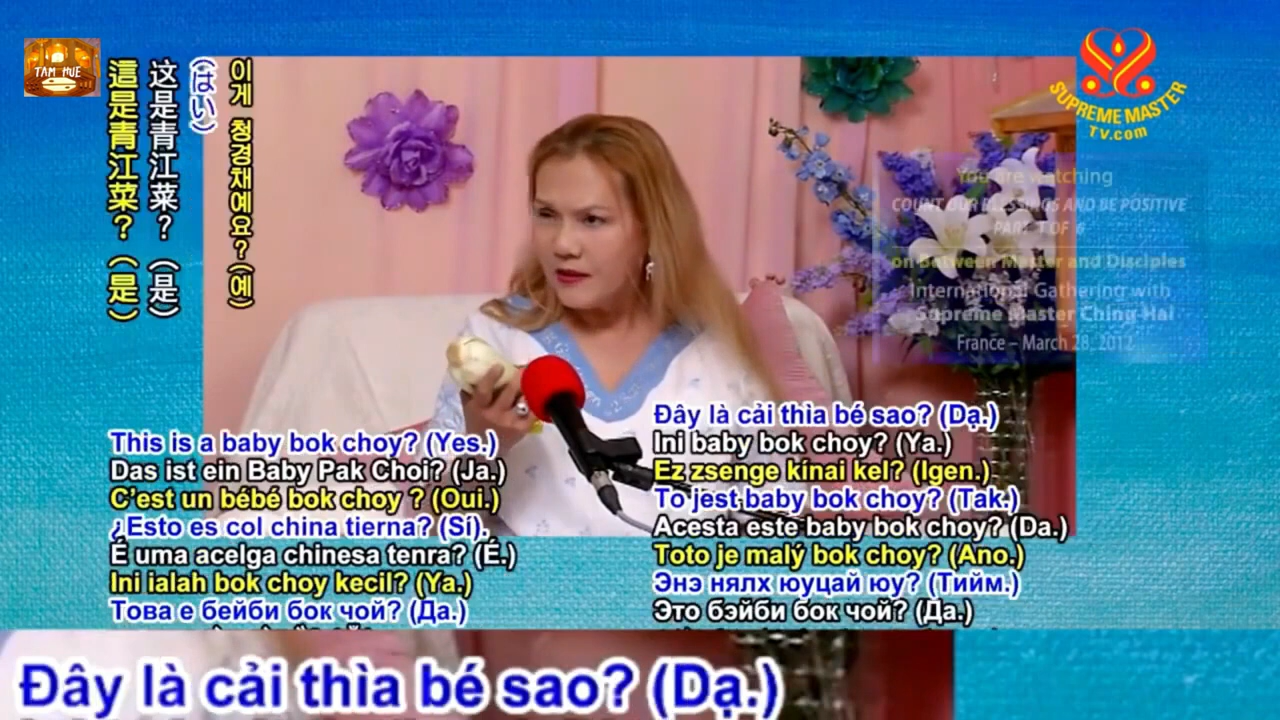 TAM HUE
這是青江菜？（是）
这是青江菜？（是）
(はい)
이게 청경채예요? (예)
SUPREME MASTER
TV.com
You are watching
COUNT OUR BLESSINGS AND BE POSITIVE
PART 1 OF 6
on Between Master and Disciples
International Gathering with
Supreme Master Ching Hai
France – March 28, 2012
This is a baby bok choy? (Yes.)
Das ist ein Baby Pak Choi? (Ja.)
C'est un bébé bok choy ? (Oui.)
¿Esto es col china tierna? (Sí).
É uma acelga chinesa tenra? (É.)
Ini ialah bok choy kecil? (Ya.)
Това е бейби бок чой? (Да.)
Đây là cải thìa bé sao? (Dạ.)
Ini baby bok choy? (Ya.)
Ez zsenge kínai kel? (Igen.)
To jest baby bok choy? (Tak.)
Acesta este baby bok choy? (Da.)
Toto je malý bok choy? (Ano.)
Энэ нялх юуцай юу? (Тийм.)
Это бэйби бок чой? (Да.)
Đây là cải thìa bé sao? (Dạ.)